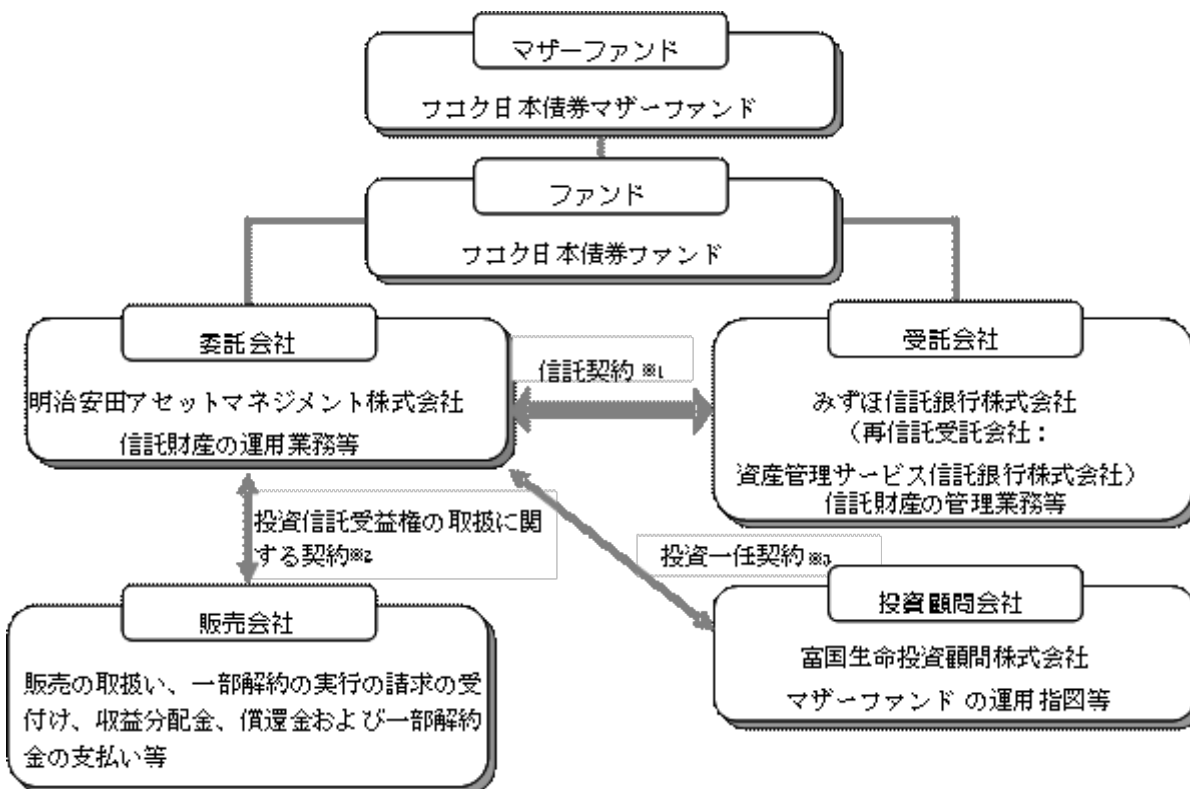 マザーファンド
フコク日本債券マザーファンド
ファンド
フコク日本債券ファンド
委託会社
明治安田アセットマネジメント株式会社
信託財産の運用業務等
信託契約 ※1
受託会社
みずほ信託銀行株式会社
（再信託受託会社：
資産管理サービス信託銀行株式会社）
信託財産の管理業務等
投資信託受益権の取扱に関
する契約※2
投資一任契約 ※3
販売会社
販売の取扱い、一部解約の実行の請求の受
付け、収益分配金、償還金および一部解約
金の支払い等
投資顧問会社
富国生命投資顧問株式会社
マザーファンドの運用指図等